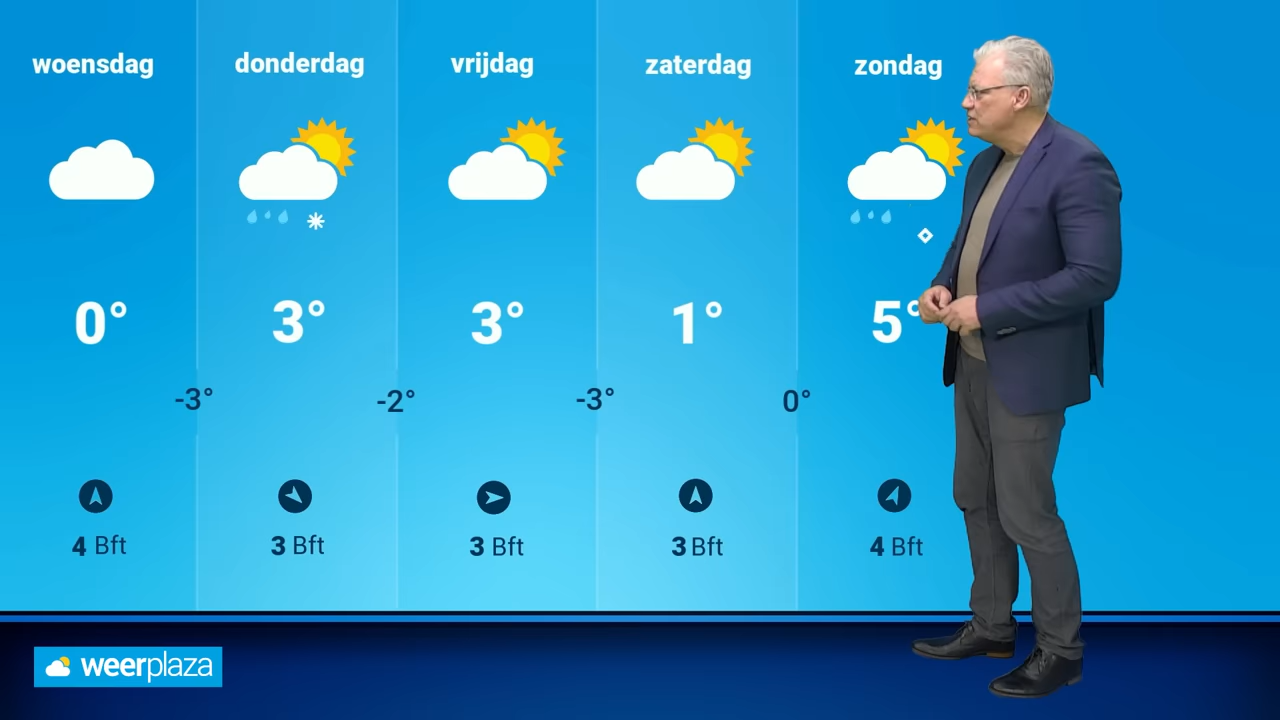 woensdag donderdag vrijdag zaterdag zondag
0° 3° 3° 1° 5°
-3° -2° -3° 0°
4 Bft 3 Bft 3 Bft 3 Bft 4 Bft
weerplaza